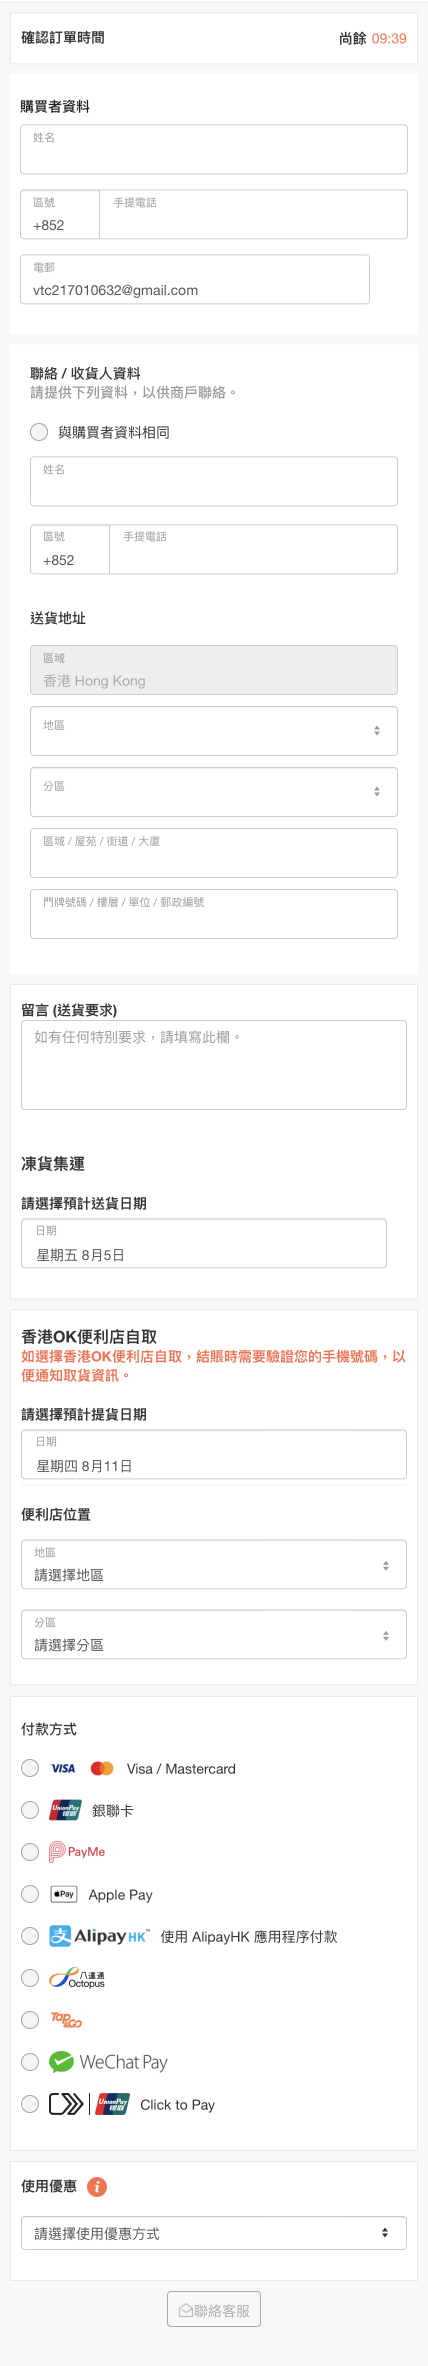 確認訂單時間
尚餘 09:39
購買者資料
姓名
區號
手提電話
+852
電郵
vtc217010632@gmail.com
聯絡 / 收貨人資料
請提供下列資料，以供商戶聯絡。
與購買者資料相同
姓名
區號
手提電話
+852
送貨地址
區域
香港 Hong Kong
地區
分區
區域 / 屋苑 / 街道 / 大廈
門牌號碼 / 樓層 / 單位 / 郵政編號
留言 (送貨要求)
如有任何特別要求，請填寫此欄。
凍貨集運
請選擇預計送貨日期
日期
星期五 8月5日
香港OK便利店自取
如選擇香港OK便利店自取，結賬時需要驗證您的手機號碼，以
便通知取貨資訊。
請選擇預計提貨日期
日期
星期四 8月11日
便利店位置
地區
請選擇地區
分區
請選擇分區
付款方式
VISA Visa / Mastercard
UnionPay 银联 銀聯卡
PayMe
Pay Apple Pay
支 Alipay HK™ 使用 AlipayHK 應用程序付款
八達通 Octopus
Tap&Go
WeChat Pay
UnionPay 银联 Click to Pay
使用優惠 i
請選擇使用優惠方式
聯絡客服